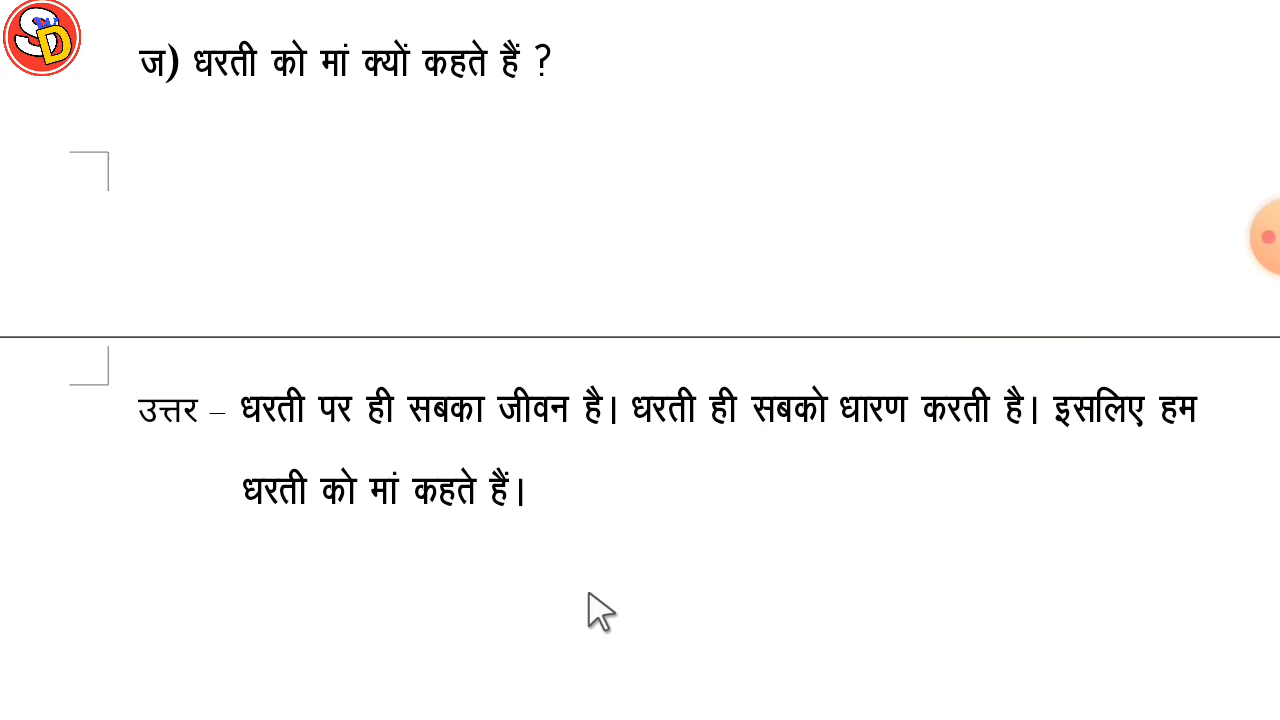 ज) धरती को मां क्यों कहते हैं ?
उत्तर – धरती पर ही सबका जीवन है। धरती ही सबको धारण करती है। इसलिए हम
धरती को मां कहते हैं।